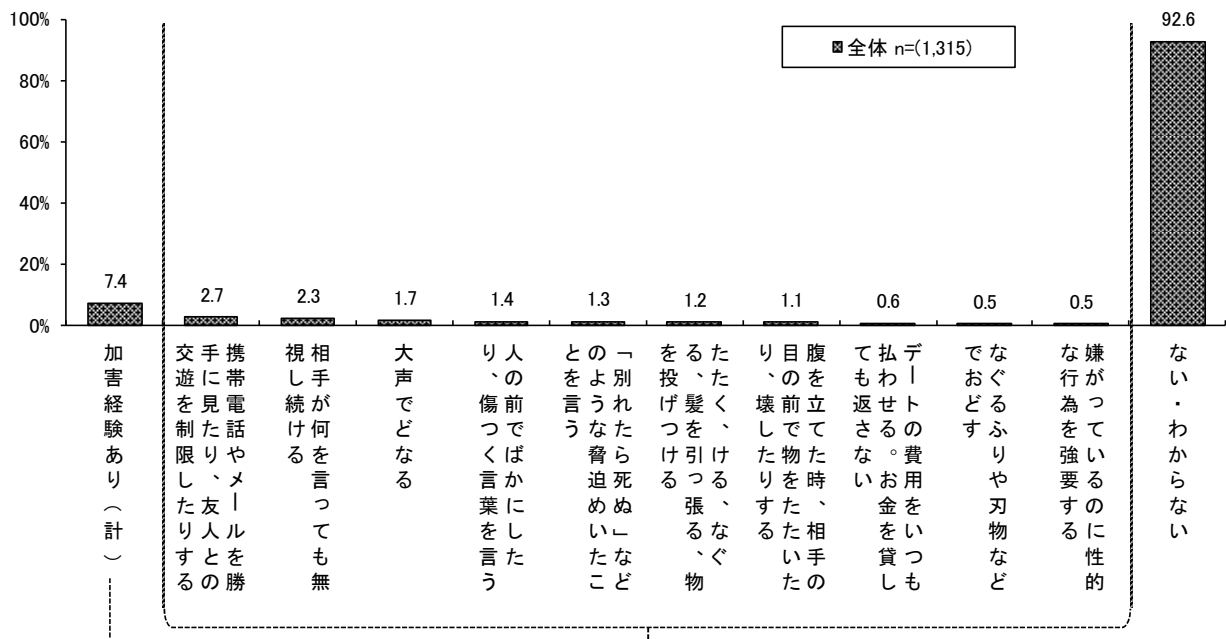 100%
80%
60%
40%
20%
0%
全体 n=(1,315)
7.4
2.7
2.3
1.7
1.4
1.3
1.2
1.1
0.6
0.5
0.5
92.6
加害経験あり(計)
携帯電話やメールを勝
手に見たり、友人との
交遊を制限したりする
相手が何を言っても無
視し続ける
大声でどなる
人の前でばかにした
り、傷つく言葉を言う
「別れたら死ぬ」など
のような脅迫めいたこ
とを言う
たたく、ける、なぐ
る、髪を引っ張る、物
を投げつける
腹を立てた時、相手の
目の前で物をたたいた
り、壊したりする
デートの費用をいつも
払わせる。お金を貸し
ても返さない
なぐるふりや刃物など
でおどす
嫌がっているのに性的
な行為を強要する
ない・わからない